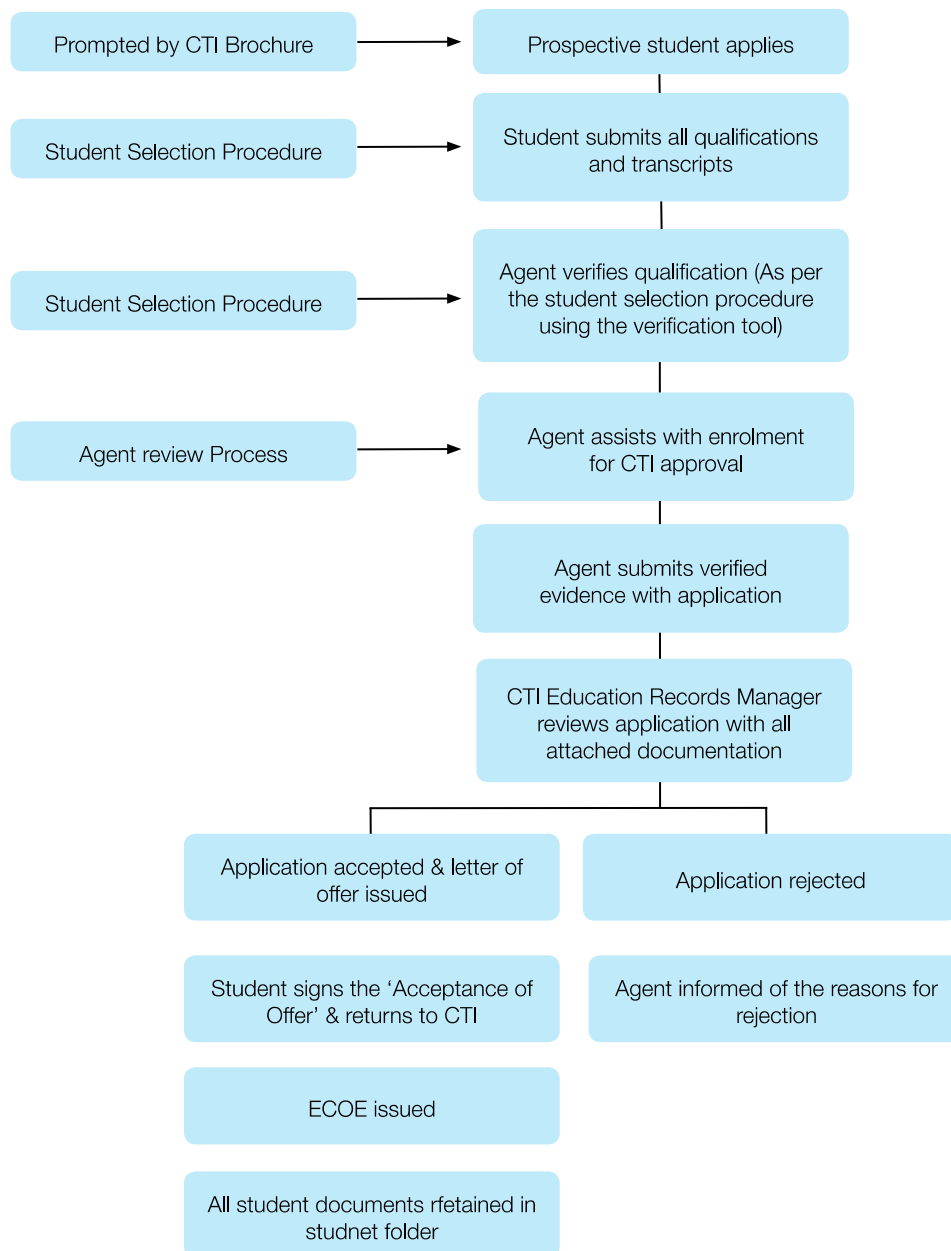 Prompted by CTI Brochure
Prospective student applies
Student Selection Procedure
Student submits all qualifications
and transcripts
Student Selection Procedure
Agent verifies qualification (As per
the student selection procedure
using the verification tool)
Agent review Process
Agent assists with enrolment
for CTI approval
Agent submits verified
evidence with application
CTI Education Records Manager
reviews application with all
attached documentation
Application accepted & letter of
offer issued
Application rejected
Student signs the ‘Acceptance of
Offer’ & returns to CTI
Agent informed of the reasons for
rejection
ECOE issued
All student documents rfetained in
studnet folder